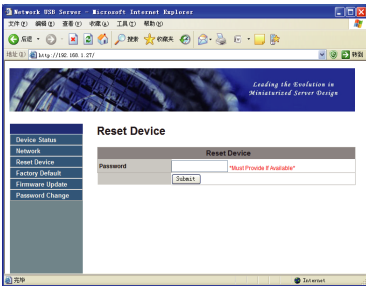 Network USB Server - Microsoft Internet Explorer
文件(F) 编辑(E) 查看(V) 收藏(A) 工具(T) 帮助(H)
后退 搜索 收藏夹
地址(D) http://192.168.1.27/ 转到
Leading the Evolution in
Miniaturized Server Design
Device Status
Network
Reset Device
Factory Default
Firmware Update
Password Change
Reset Device
Reset Device
Password *Must Provide If Available*
Submit
完毕 Internet